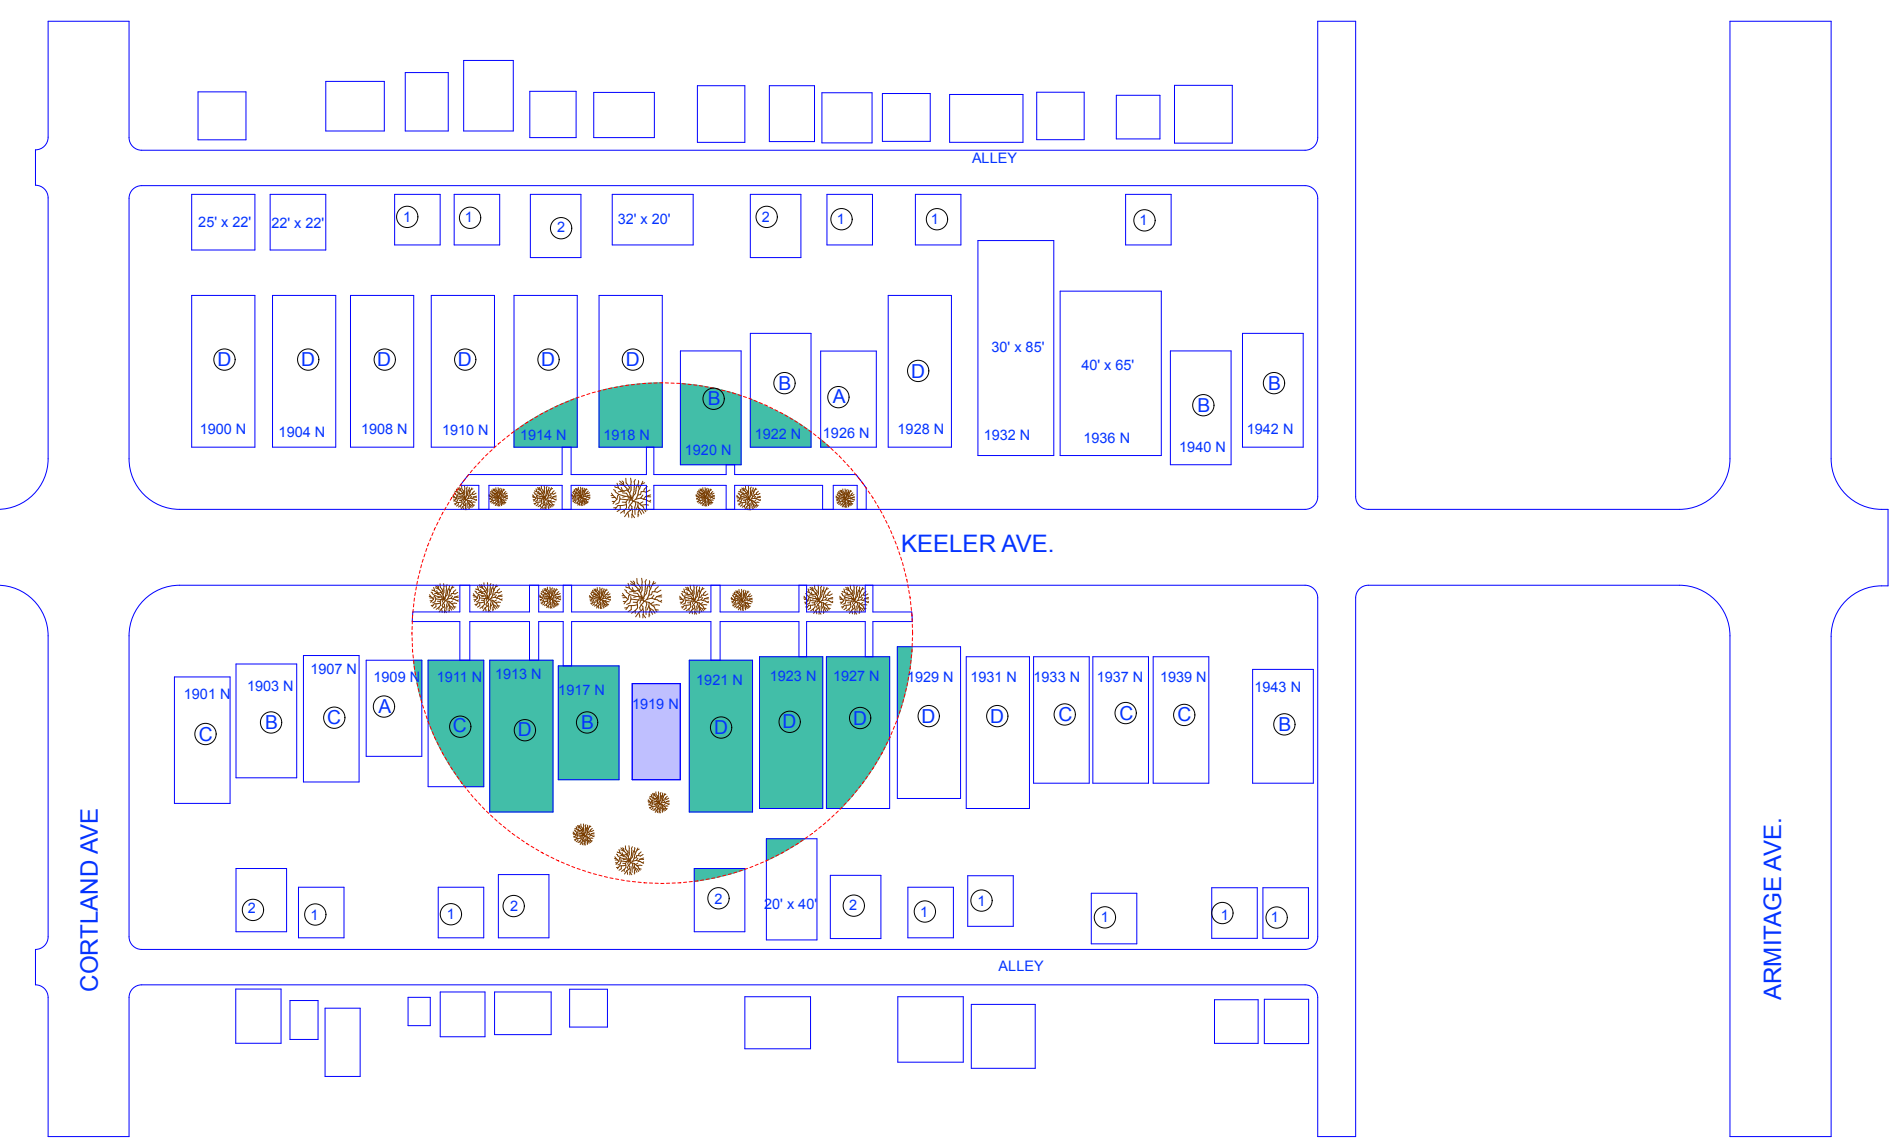 ALLEY
25' x 22'
22' x 22'
1
1
2
32' x 20'
2
1
1
1
D
D
D
D
D
D
B
B
A
D
30' x 85'
40' x 65'
B
B
1900 N
1904 N
1908 N
1910 N
1914 N
1918 N
1920 N
1922 N
1926 N
1928 N
1932 N
1936 N
1940 N
1942 N
KEELER AVE.
1901 N
1903 N
1907 N
1909 N
1911 N
1913 N
1917 N
1919 N
1921 N
1923 N
1927 N
1929 N
1931 N
1933 N
1937 N
1939 N
1943 N
C
B
C
A
C
D
B
D
D
D
D
D
C
C
C
B
2
1
1
2
2
20' x 40'
2
1
1
1
1
1
ALLEY
CORTLAND AVE
ARMITAGE AVE.